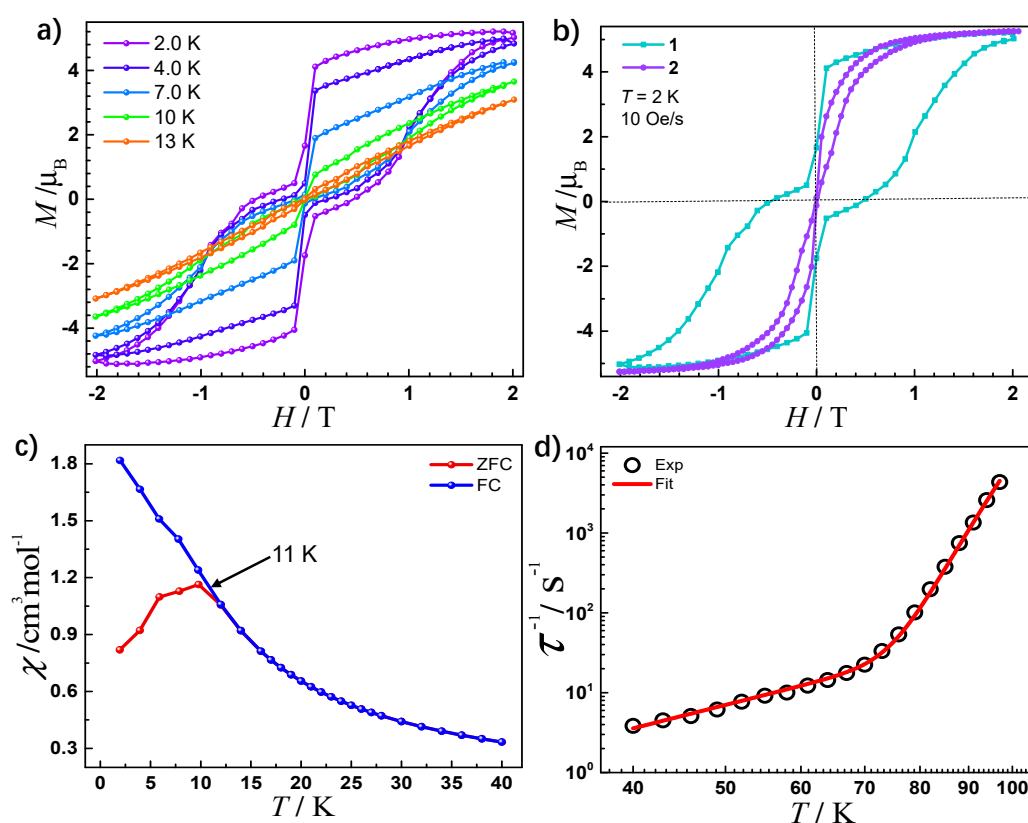 a)
2.0 K
4.0 K
7.0 K
10 K
13 K
M /μB
4
2
0
-2
-4
-2 -1 0 1 2
H / T
b)
1
2
T = 2 K
10 Oe/s
M /μB
4
2
0
-2
-4
-2 -1 0 1 2
H / T
c)
ZFC
FC
11 K
χ /cm³mol⁻¹
1.8
1.5
1.2
0.9
0.6
0.3
0 5 10 15 20 25 30 35 40
T / K
d)
Exp
Fit
τ⁻¹/ s⁻¹
10⁴
10³
10²
10¹
10⁰
40 50 60 70 80 90 100
T / K